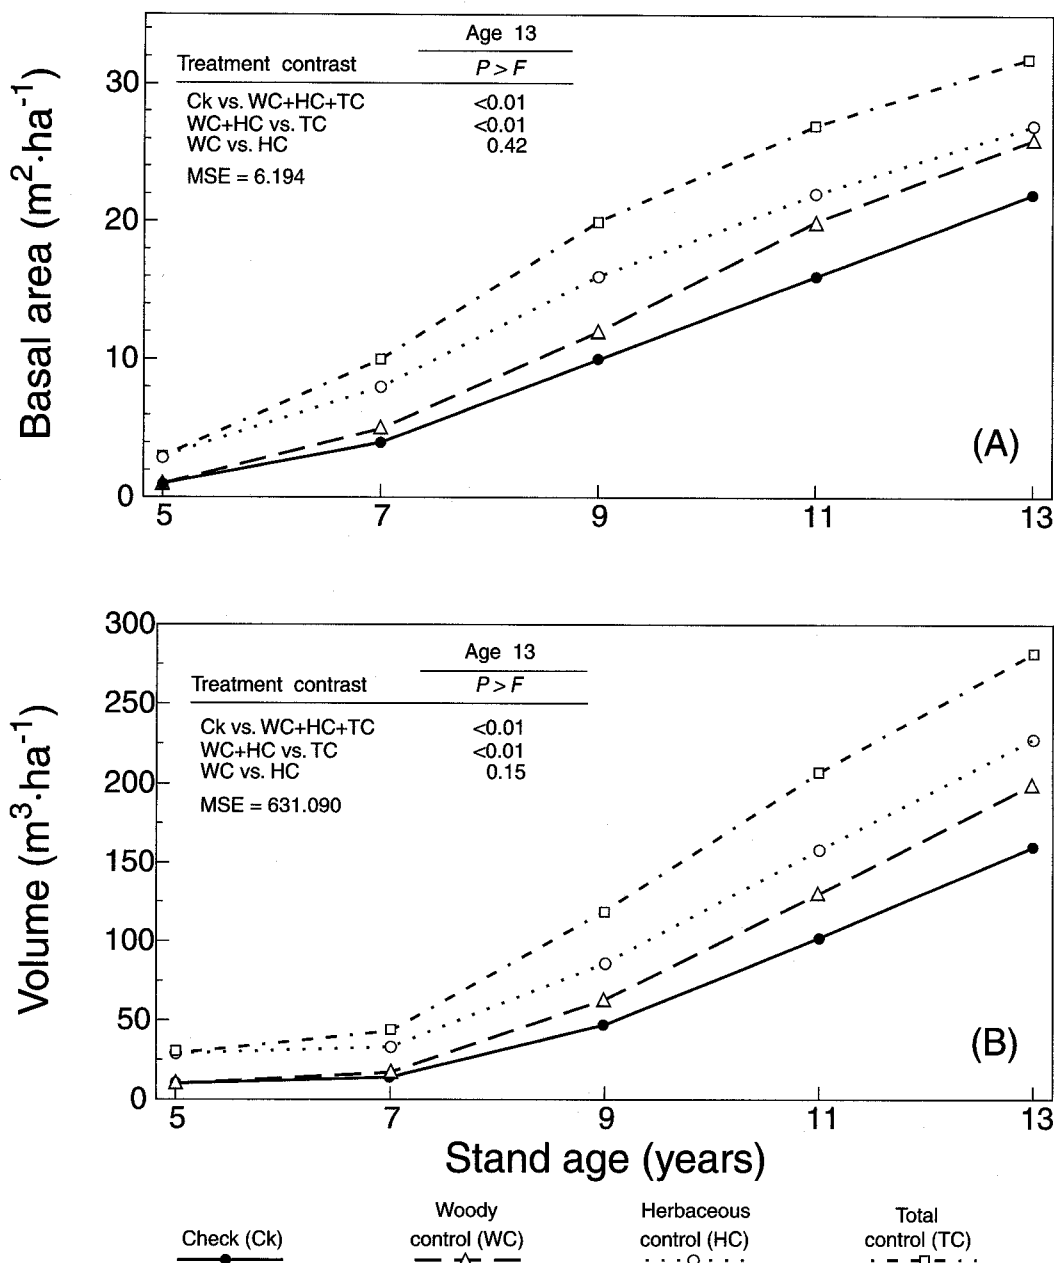 Age 13
Treatment contrast P > F
Ck vs. WC+HC+TC <0.01
WC+HC vs. TC <0.01
WC vs. HC 0.42
MSE = 6.194
Basal area (m²·ha⁻¹)
30
20
10
0
(A)
5 7 9 11 13
Age 13
Treatment contrast P > F
Ck vs. WC+HC+TC <0.01
WC+HC vs. TC <0.01
WC vs. HC 0.15
MSE = 631.090
Volume (m³·ha⁻¹)
300
250
200
150
100
50
0
(B)
5 7 9 11 13
Stand age (years)
Check (Ck)
Woody
control (WC)
Herbaceous
control (HC)
Total
control (TC)